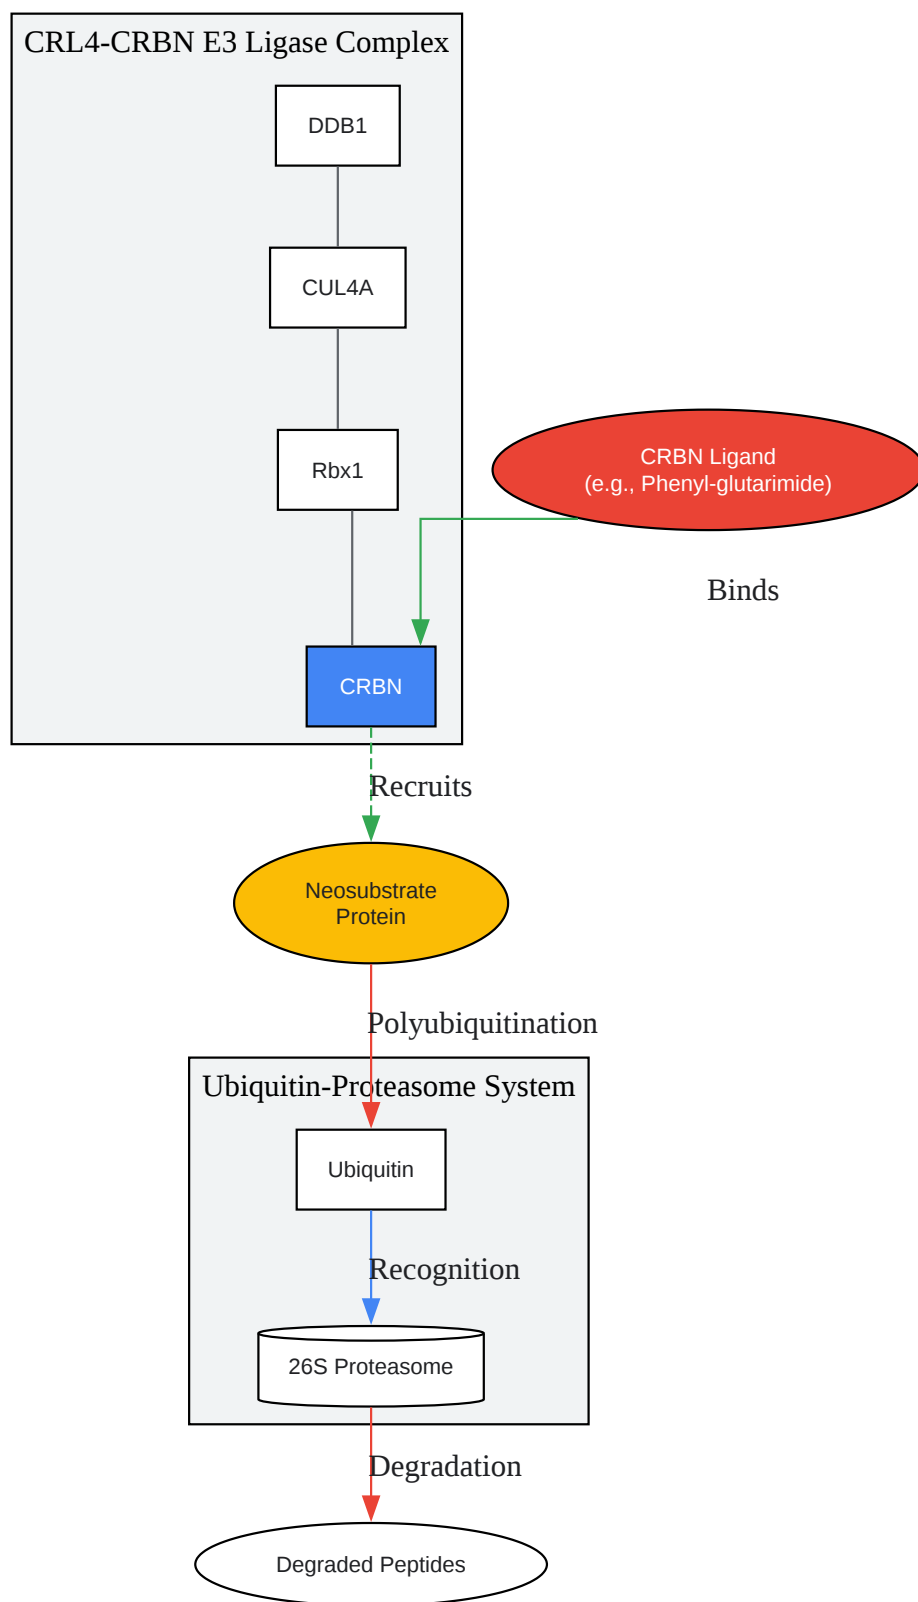 CRL4-CRBN E3 Ligase Complex
DDB1
CUL4A
Rbx1
CRBN Ligand
(e.g., Phenyl-glutarimide)
Binds
CRBN
Recruits
Neosubstrate
Protein
Polyubiquitination
Ubiquitin-Proteasome System
Ubiquitin
Recognition
26S Proteasome
Degradation
Degraded Peptides